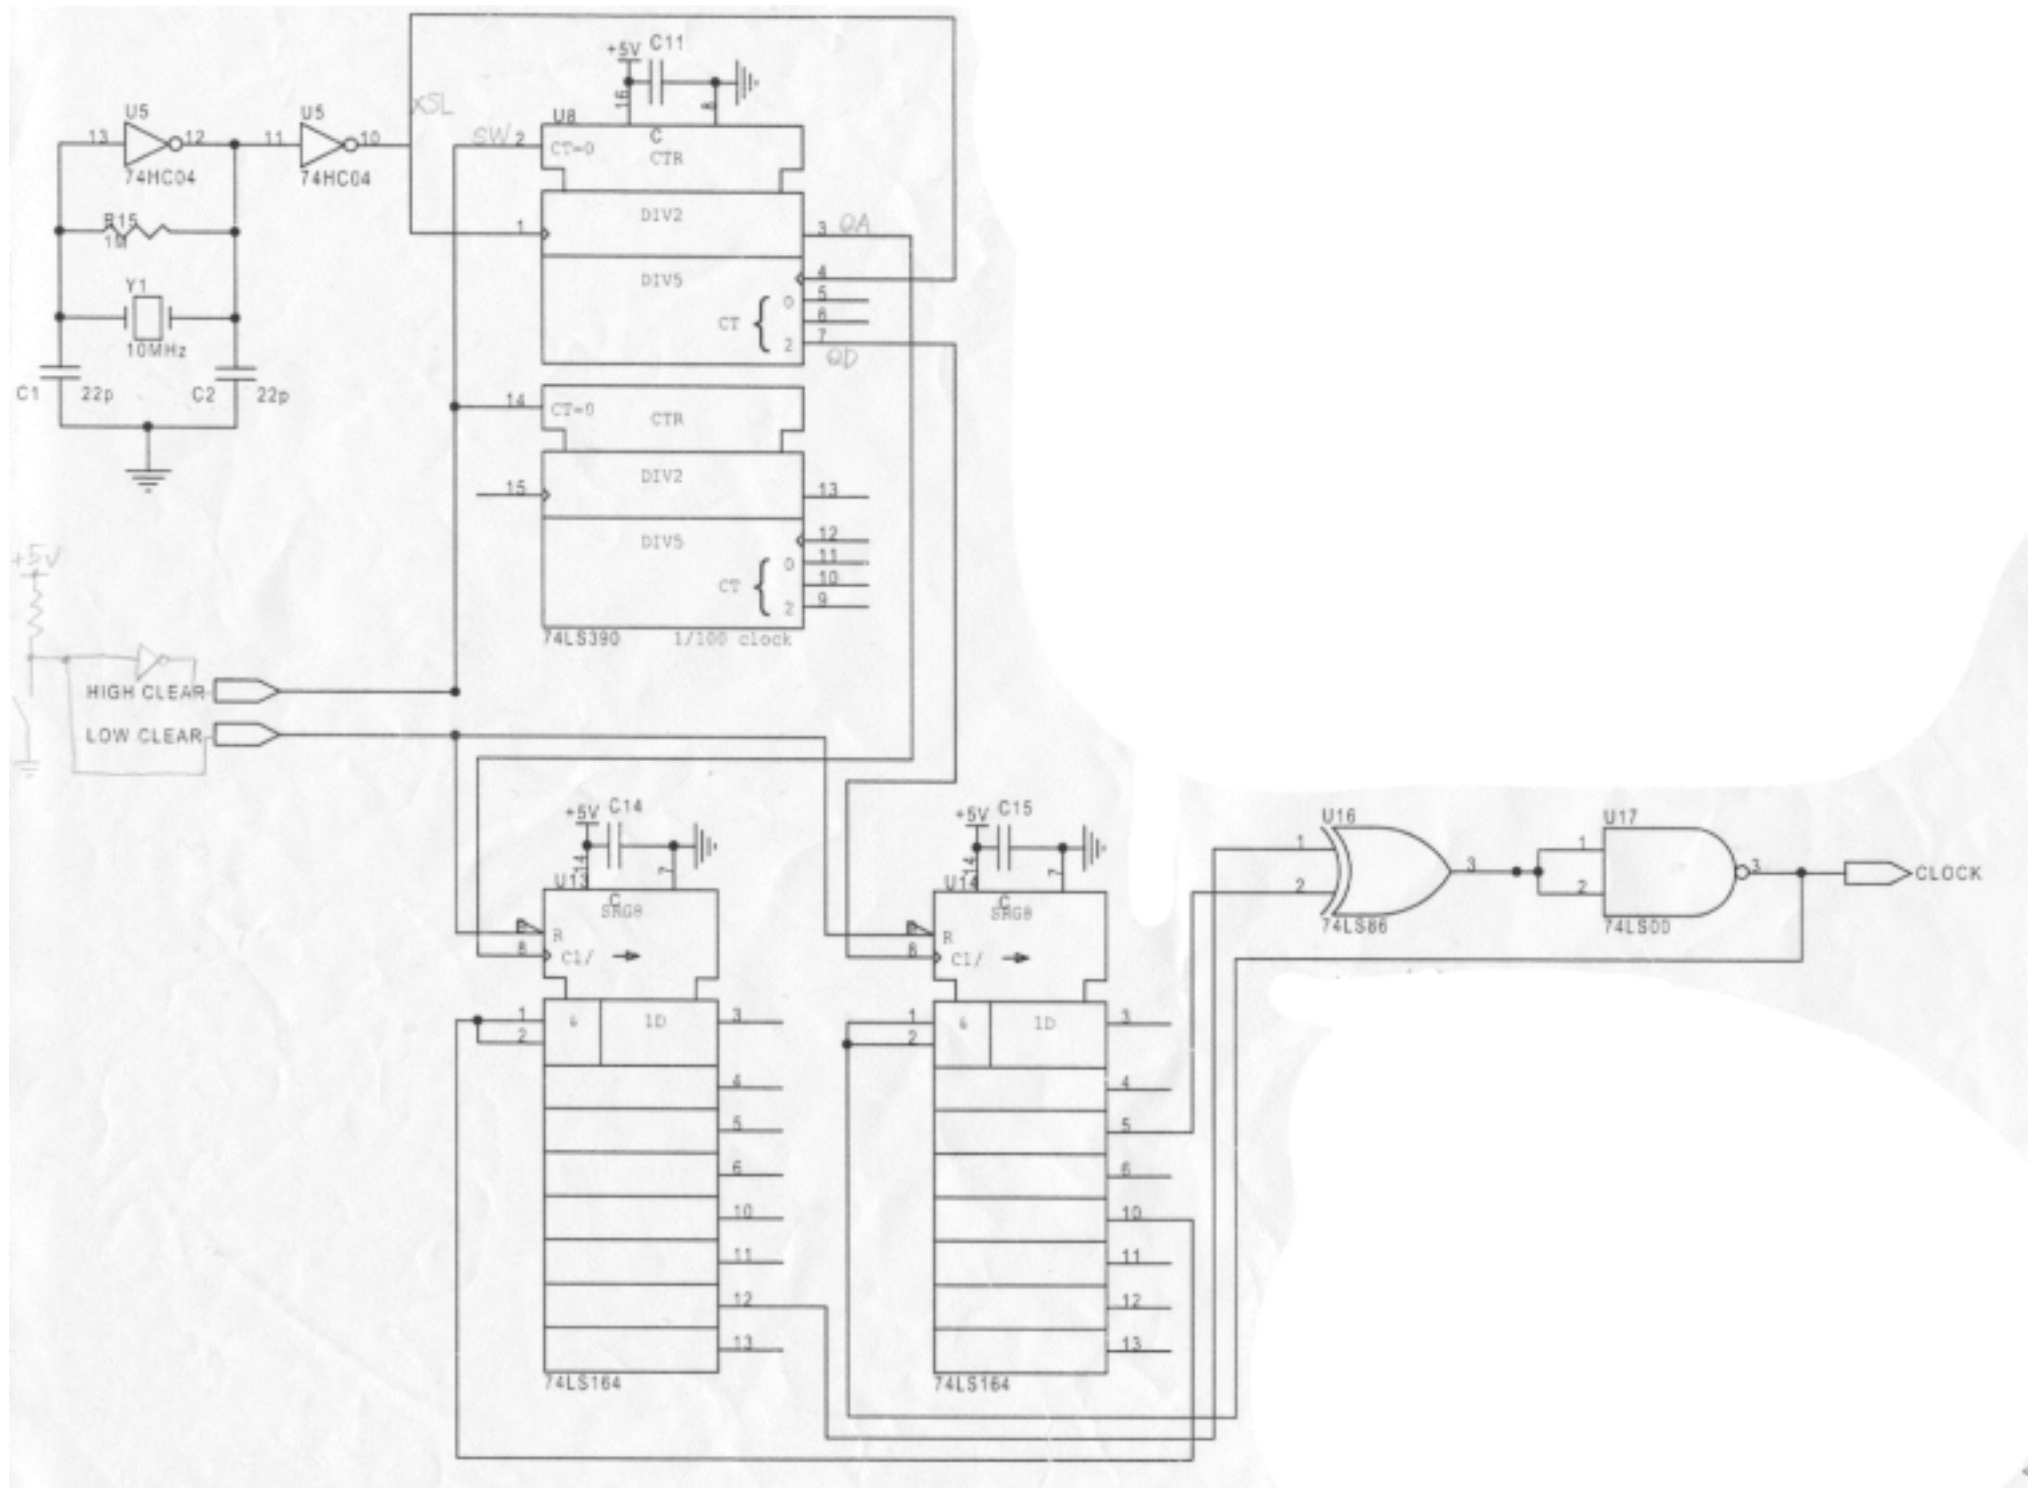 +5V C11
16 8
U5 U5 XSL U8 C
13 12 11 10 SW 2 CT=0 CTR
74HC04 74HC04
DIV2
1 3 QA
R15
1M
4
DIV5
Y1 5
0
CT 6
2 7
10MHz QD
C1 22p C2 22p
14 CT=0
CTR
DIV2
15 13
+5V
12
DIV5
0 11
CT 10
2 9
74LS390 1/100 clock
HIGH CLEAR
LOW CLEAR
+5V C14 +5V C15
14 7 14 7
U13 C U14 C
SRG8 SRG8
9 R 9 R
8 C1/ 8 C1/
U16 U17
1 1
3 3 CLOCK
2 2
74LS86 74LS00
1 & 1D 3 1 & 1D 3
2 2
4 4
5 5
6 6
10 10
11 11
12 12
13 13
74LS164 74LS164